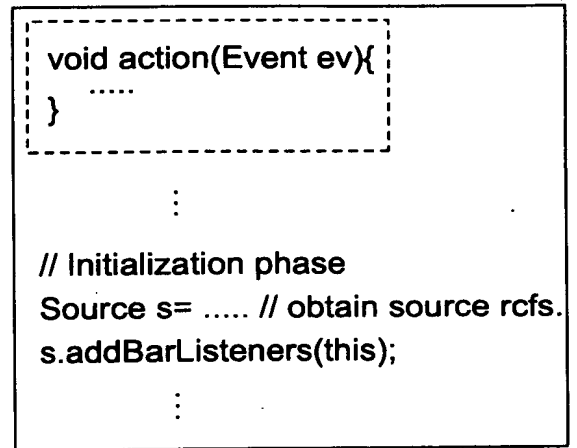 void action(Event ev){
.....
}
⋮
// Initialization phase
Source s= ..... // obtain source rcfs.
s.addBarListeners(this);
⋮